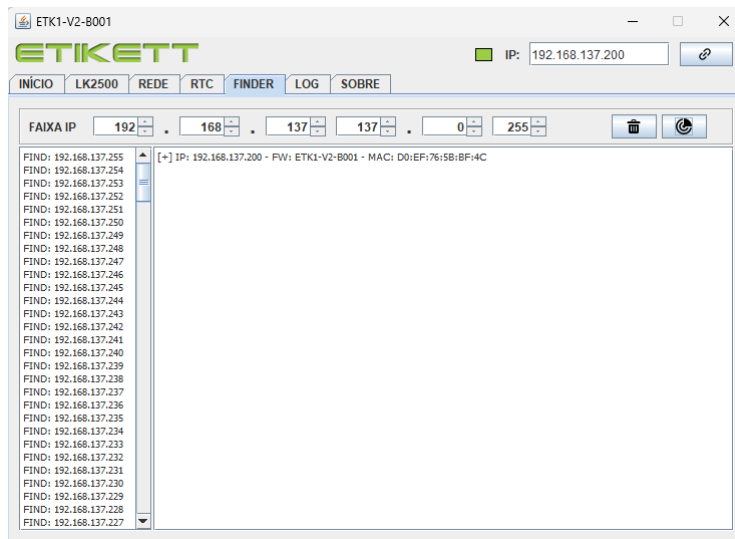 ETK1-V2-B001
ETIKETT
IP: 192.168.137.200
INÍCIO LK2500 REDE RTC FINDER LOG SOBRE
FAIXA IP 192 . 168 . 137 137 . 0 255
[+] IP: 192.168.137.200 - FW: ETK1-V2-B001 - MAC: D0:EF:76:5B:BF:4C
FIND: 192.168.137.255
FIND: 192.168.137.254
FIND: 192.168.137.253
FIND: 192.168.137.252
FIND: 192.168.137.251
FIND: 192.168.137.250
FIND: 192.168.137.249
FIND: 192.168.137.248
FIND: 192.168.137.247
FIND: 192.168.137.246
FIND: 192.168.137.245
FIND: 192.168.137.244
FIND: 192.168.137.243
FIND: 192.168.137.242
FIND: 192.168.137.241
FIND: 192.168.137.240
FIND: 192.168.137.239
FIND: 192.168.137.238
FIND: 192.168.137.237
FIND: 192.168.137.236
FIND: 192.168.137.235
FIND: 192.168.137.234
FIND: 192.168.137.233
FIND: 192.168.137.232
FIND: 192.168.137.231
FIND: 192.168.137.230
FIND: 192.168.137.229
FIND: 192.168.137.228
FIND: 192.168.137.227